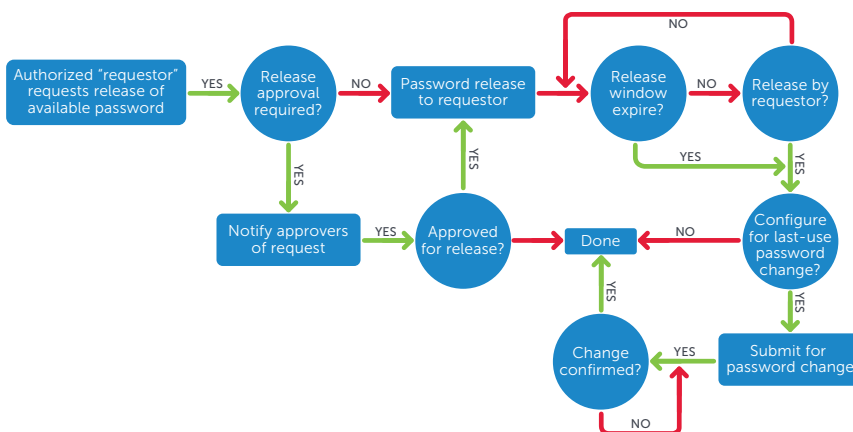 NO
Authorized “requestor”
requests release of
available password
YES
Release
approval
required?
NO
Password release
to requestor
Release
window
expire?
NO
Release by
requestor?
YES
YES
YES
YES
Notify approvers
of request
YES
Approved
for release?
Done
NO
Configure
for last-use
password
change?
YES
YES
Change
confirmed?
YES
Submit for
password change
NO